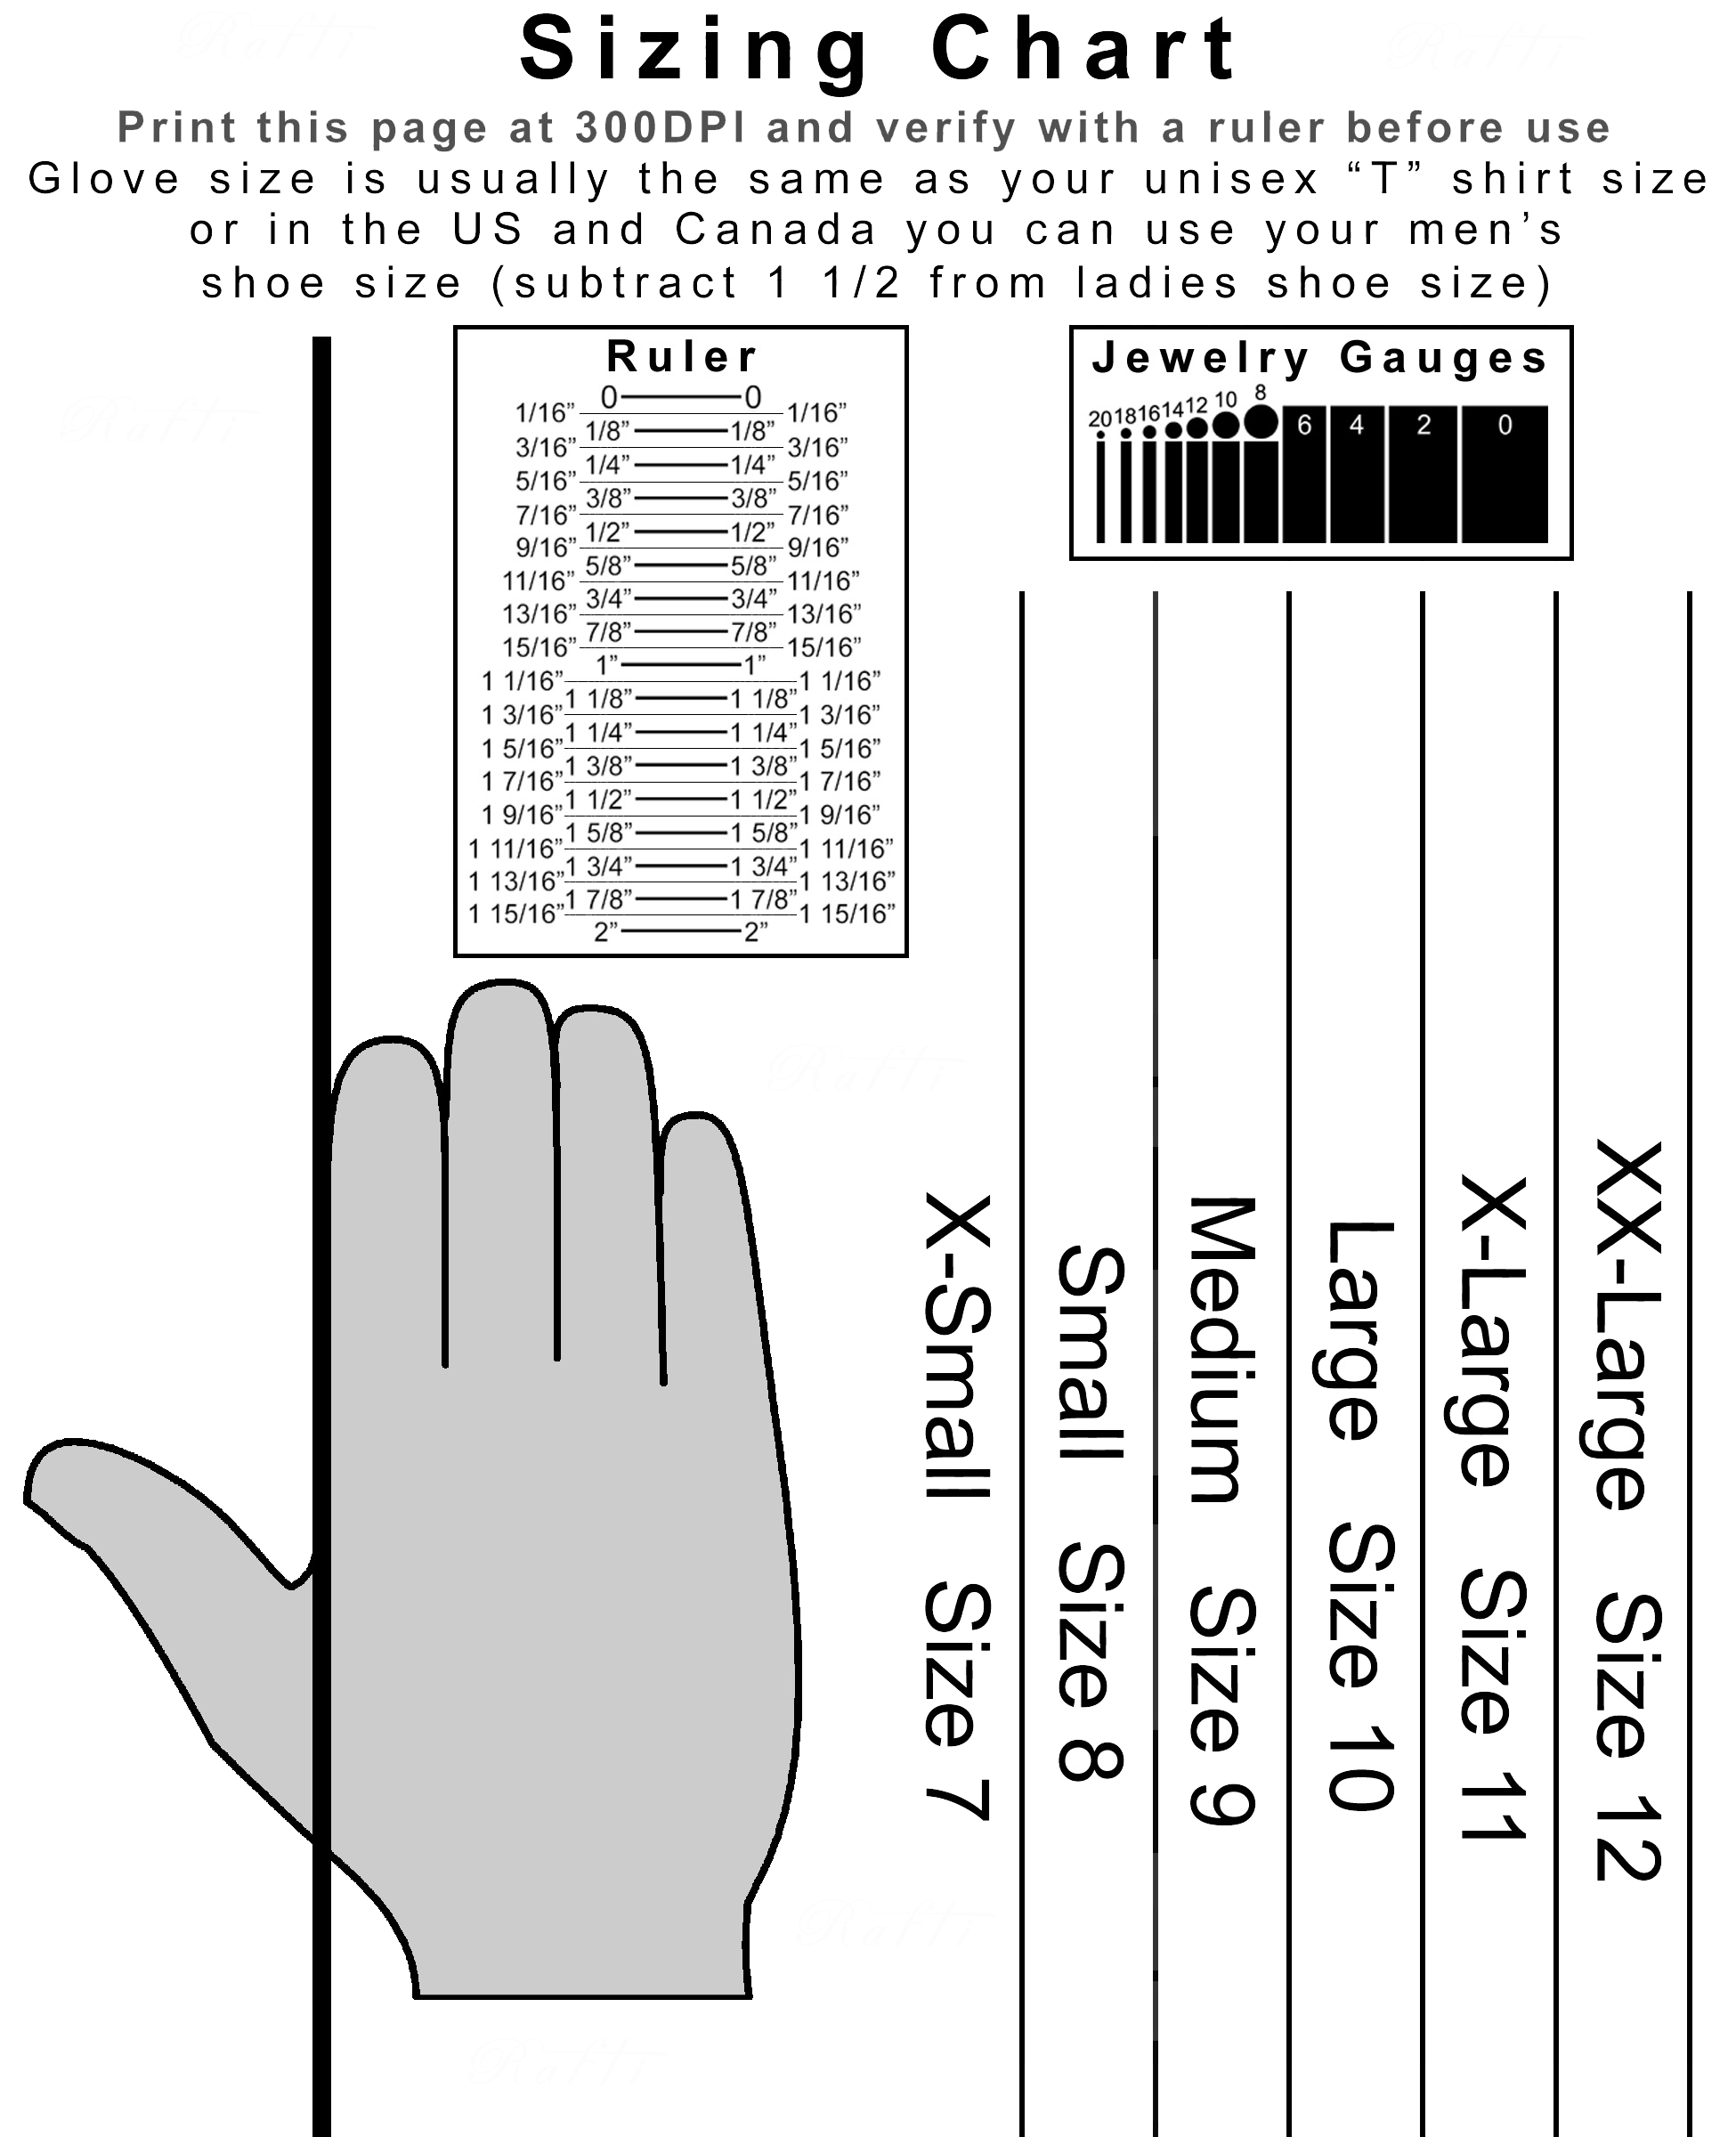 Sizing Chart
Print this page at 300DPI and verify with a ruler before use
Glove size is usually the same as your unisex “T” shirt size
or in the US and Canada you can use your men’s
shoe size (subtract 1 1/2 from ladies shoe size)
Ruler
0 0
1/16” 1/16”
1/8” 1/8”
3/16” 3/16”
1/4” 1/4”
5/16” 5/16”
3/8” 3/8”
7/16” 7/16”
1/2” 1/2”
9/16” 9/16”
5/8” 5/8”
11/16” 11/16”
3/4” 3/4”
13/16” 13/16”
7/8” 7/8”
15/16” 15/16”
1” 1”
1 1/16” 1 1/16”
1 1/8” 1 1/8”
1 3/16” 1 3/16”
1 1/4” 1 1/4”
1 5/16” 1 5/16”
1 3/8” 1 3/8”
1 7/16” 1 7/16”
1 1/2” 1 1/2”
1 9/16” 1 9/16”
1 5/8” 1 5/8”
1 11/16” 1 11/16”
1 3/4” 1 3/4”
1 13/16” 1 13/16”
1 7/8” 1 7/8”
1 15/16” 1 15/16”
2” 2”
Jewelry Gauges
20 18 16 14 12 10 8 6 4 2 0
X-Small Size 7
Small Size 8
Medium Size 9
Large Size 10
X-Large Size 11
XX-Large Size 12